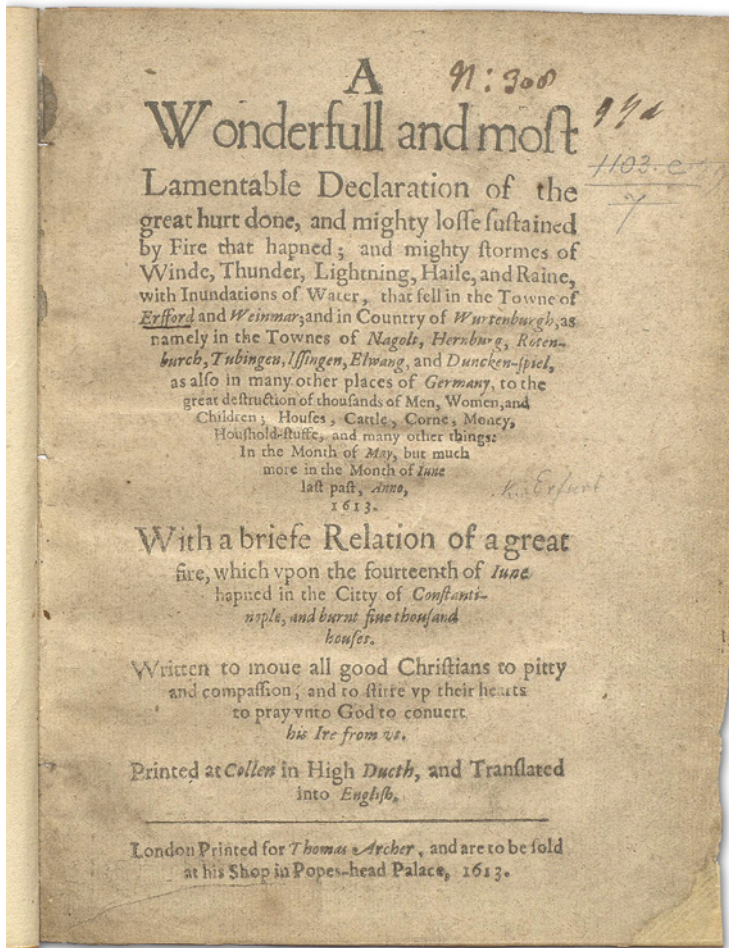 A
N: 308
Wonderfull and moſt
Lamentable Declaration of the
1103. e
great hurt done, and mighty loſſe ſuſtained
7
by Fire that hapned; and mighty ſtormes of
Winde, Thunder, Lightning, Haile, and Raine,
with Inundations of Water, that fell in the Towne of
Erfford and Weinmar; and in Country of Wurtenburgh, as
namely in the Townes of Nagolt, Hernburg, Roten-
burch, Tubingen, Iſſingen, Elwang, and Duncken-ſpiel,
as alſo in many other places of Germany, to the
great deſtruction of thouſands of Men, Women, and
Children; Houſes, Cattle, Corne, Money,
Houſhold-ſtuffe, and many other things:
In the Month of May, but much
more in the Month of Iune
laſt paſt, Anno,
Erfurt
1613.
With a briefe Relation of a great
fire, which vpon the fourteenth of Iune
hapned in the Citty of Conſtanti-
nople, and burnt fiue thouſand
houſes.
Written to moue all good Chriſtians to pitty
and compaſſion; and to ſtirre vp their hearts
to pray vnto God to conuert
his Ire from vs.
Printed at Collen in High Ducth, and Tranſlated
into Engliſh.
London Printed for Thomas Archer, and are to be ſold
at his Shop in Popes-head Palace, 1613.